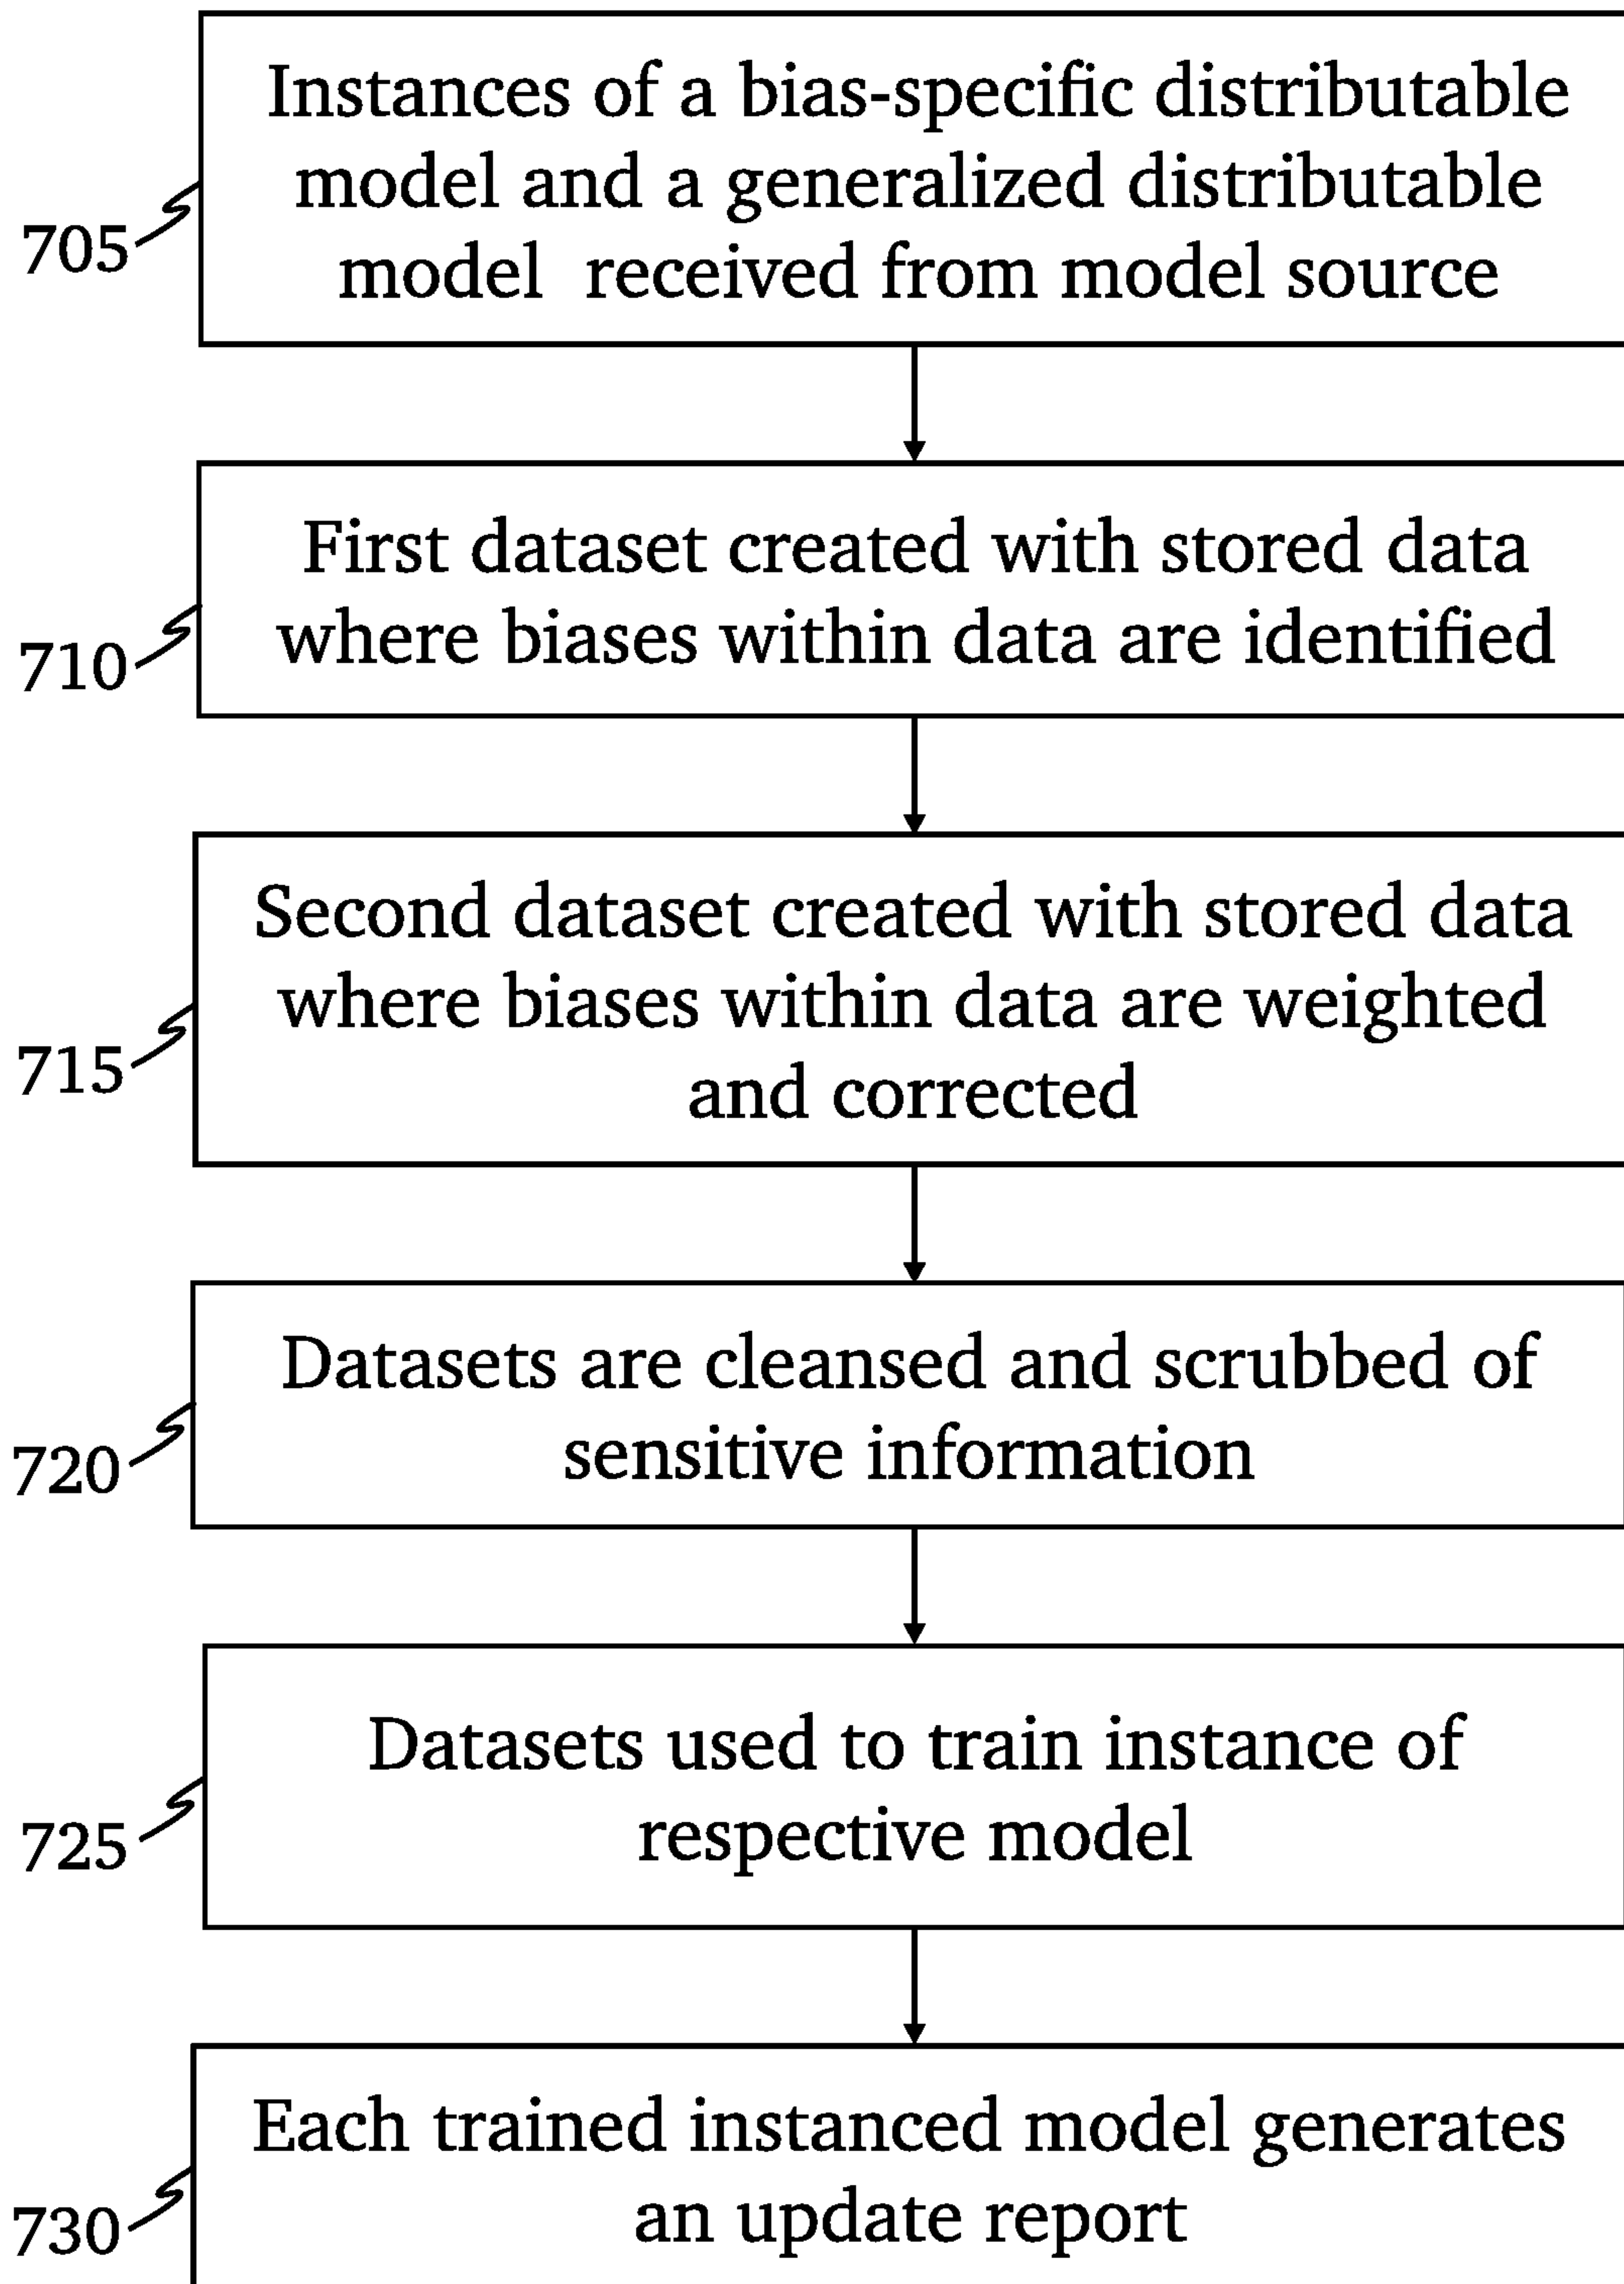 Instances of a bias-specific distributable
model and a generalized distributable
model received from model source
705
First dataset created with stored data
where biases within data are identified
710
Second dataset created with stored data
where biases within data are weighted
and corrected
715
Datasets are cleansed and scrubbed of
sensitive information
720
Datasets used to train instance of
respective model
725
Each trained instanced model generates
an update report
730